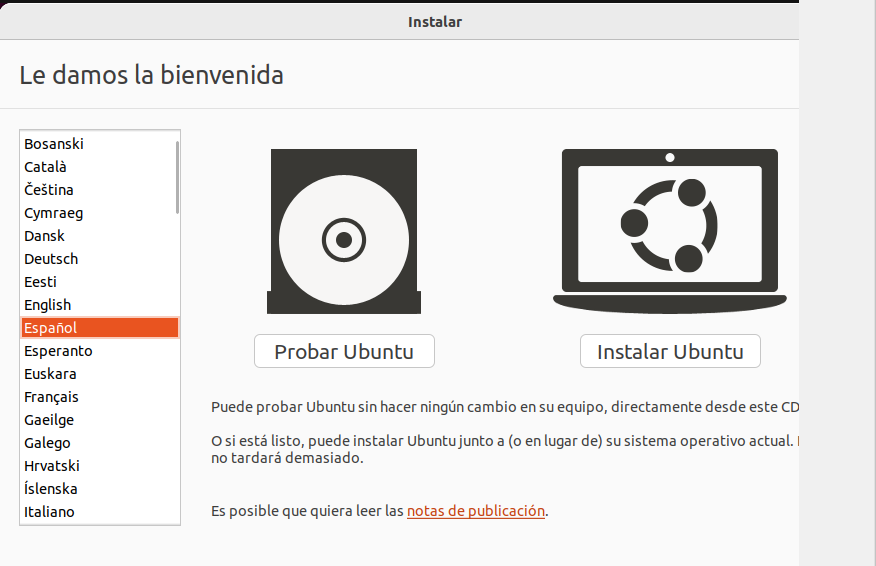 Instalar
Le damos la bienvenida
Bosanski
Català
Čeština
Cymraeg
Dansk
Deutsch
Eesti
English
Español
Esperanto
Euskara
Français
Gaeilge
Galego
Hrvatski
Íslenska
Italiano
Probar Ubuntu
Instalar Ubuntu
Puede probar Ubuntu sin hacer ningún cambio en su equipo, directamente desde este CD
O si está listo, puede instalar Ubuntu junto a (o en lugar de) su sistema operativo actual.
no tardará demasiado.
Es posible que quiera leer las notas de publicación.